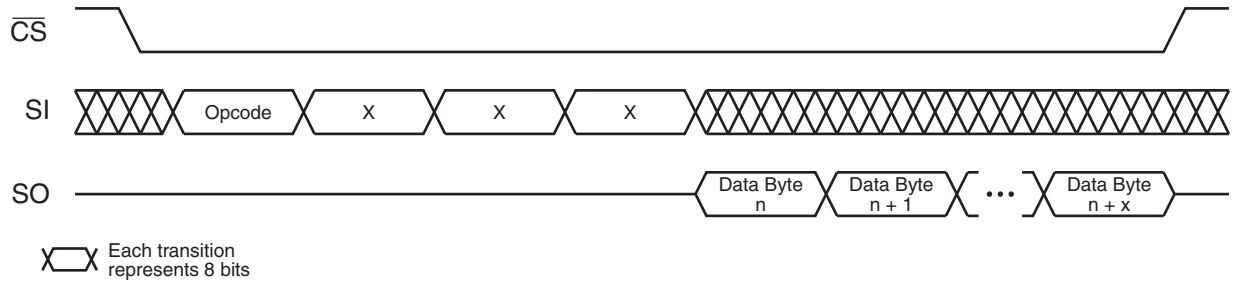 CS
SI
Opcode
X
X
X
SO
Data Byte
n
Data Byte
n + 1
•••
Data Byte
n + x
Each transition
represents 8 bits